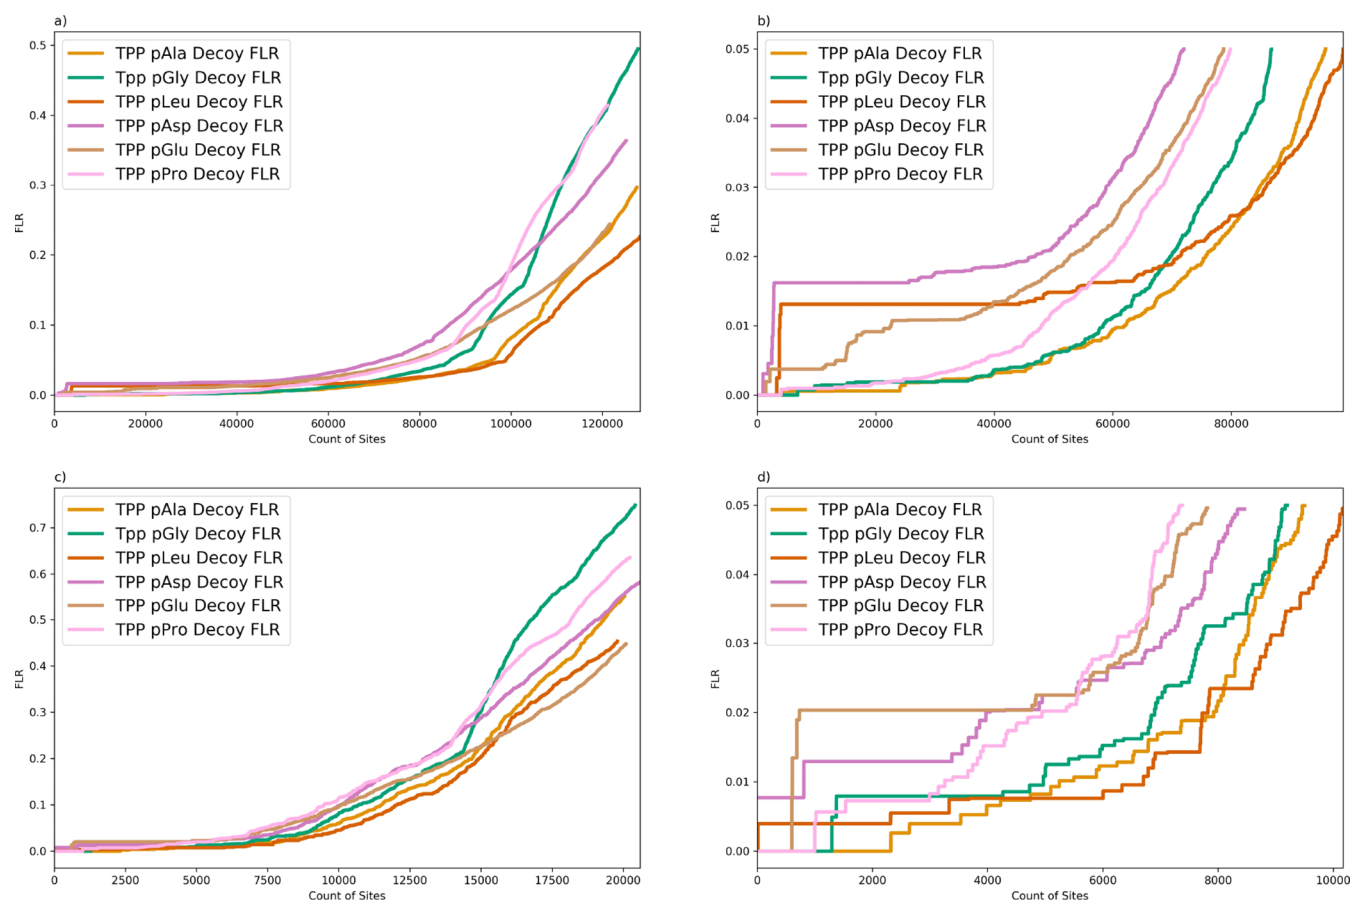 a)
0.5
0.4
0.3
0.2
0.1
0.0
FLR
TPP pAla Decoy FLR
Tpp pGly Decoy FLR
TPP pLeu Decoy FLR
TPP pAsp Decoy FLR
TPP pGlu Decoy FLR
TPP pPro Decoy FLR
0 20000 40000 60000 80000 100000 120000
Count of Sites
b)
0.05
0.04
0.03
0.02
0.01
0.00
FLR
TPP pAla Decoy FLR
Tpp pGly Decoy FLR
TPP pLeu Decoy FLR
TPP pAsp Decoy FLR
TPP pGlu Decoy FLR
TPP pPro Decoy FLR
0 20000 40000 60000 80000
Count of Sites
c)
0.7
0.6
0.5
0.4
0.3
0.2
0.1
0.0
FLR
TPP pAla Decoy FLR
Tpp pGly Decoy FLR
TPP pLeu Decoy FLR
TPP pAsp Decoy FLR
TPP pGlu Decoy FLR
TPP pPro Decoy FLR
0 2500 5000 7500 10000 12500 15000 17500 20000
Count of Sites
d)
0.05
0.04
0.03
0.02
0.01
0.00
FLR
TPP pAla Decoy FLR
Tpp pGly Decoy FLR
TPP pLeu Decoy FLR
TPP pAsp Decoy FLR
TPP pGlu Decoy FLR
TPP pPro Decoy FLR
0 2000 4000 6000 8000 10000
Count of Sites